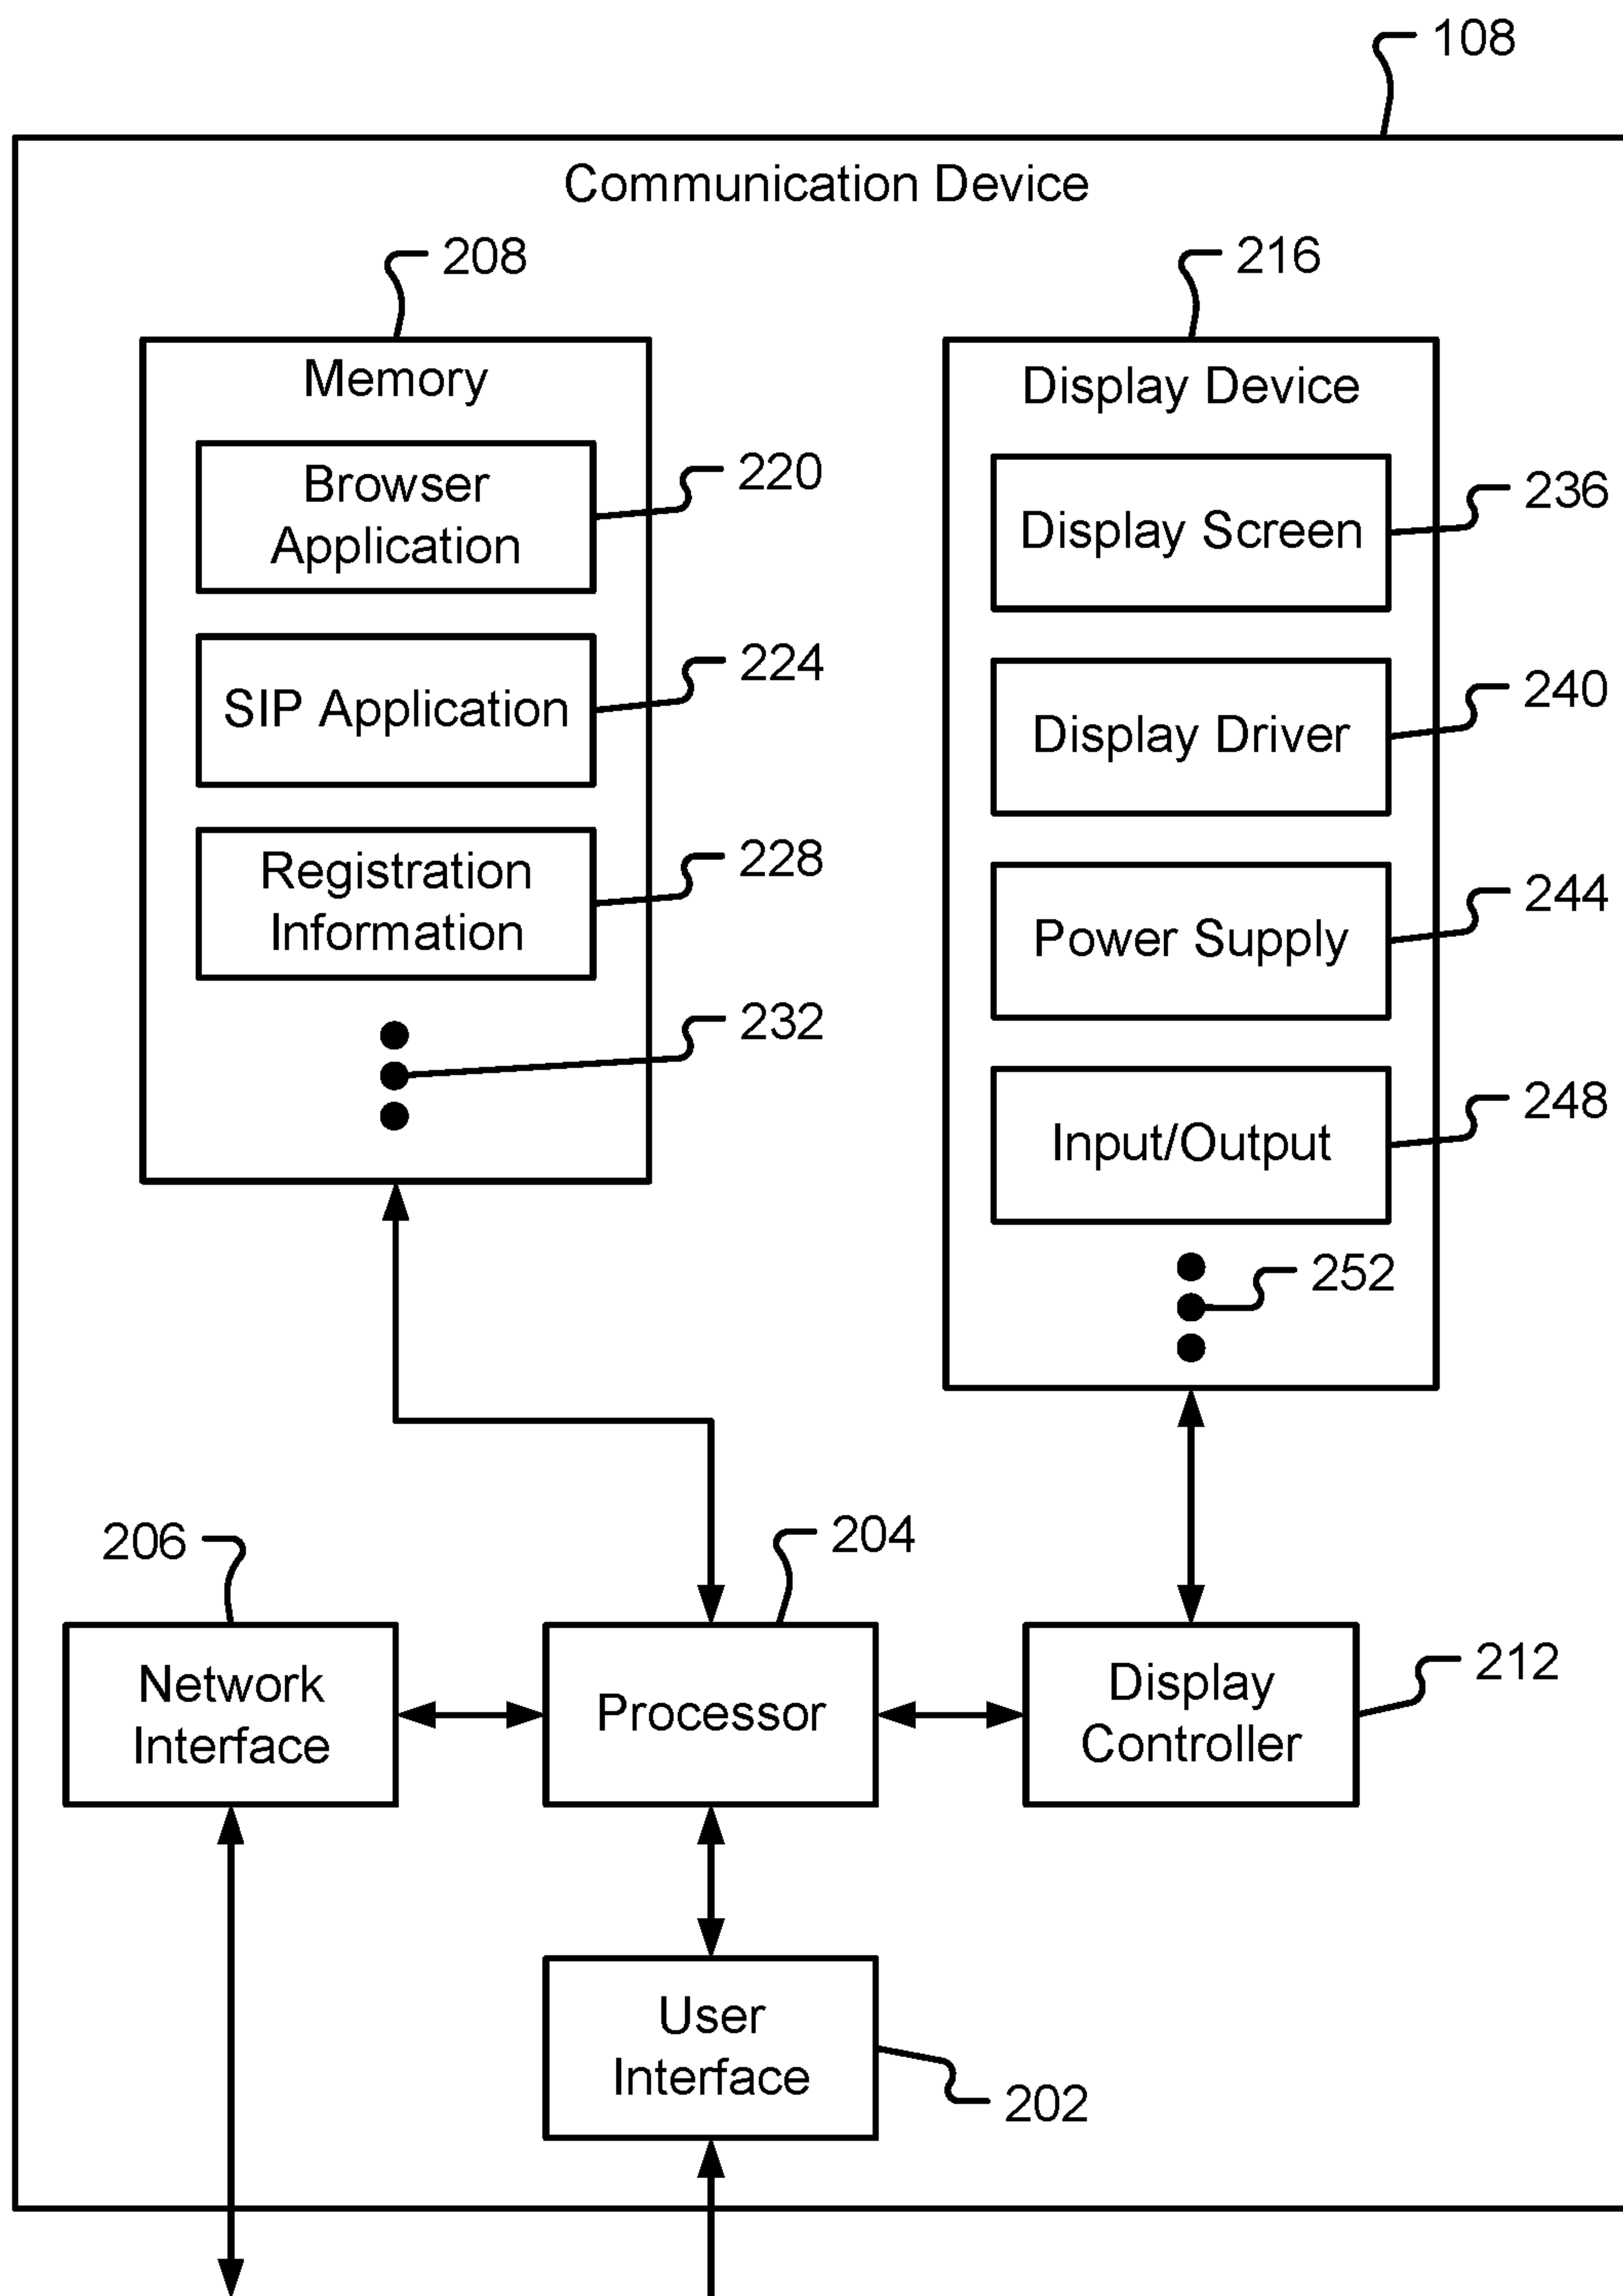 108
Communication Device
208
216
Memory
Display Device
Browser
Application
220
Display Screen
236
SIP Application
224
Display Driver
240
Registration
Information
228
Power Supply
244
232
Input/Output
248
252
206
204
Network
Interface
Processor
Display
Controller
212
User
Interface
202